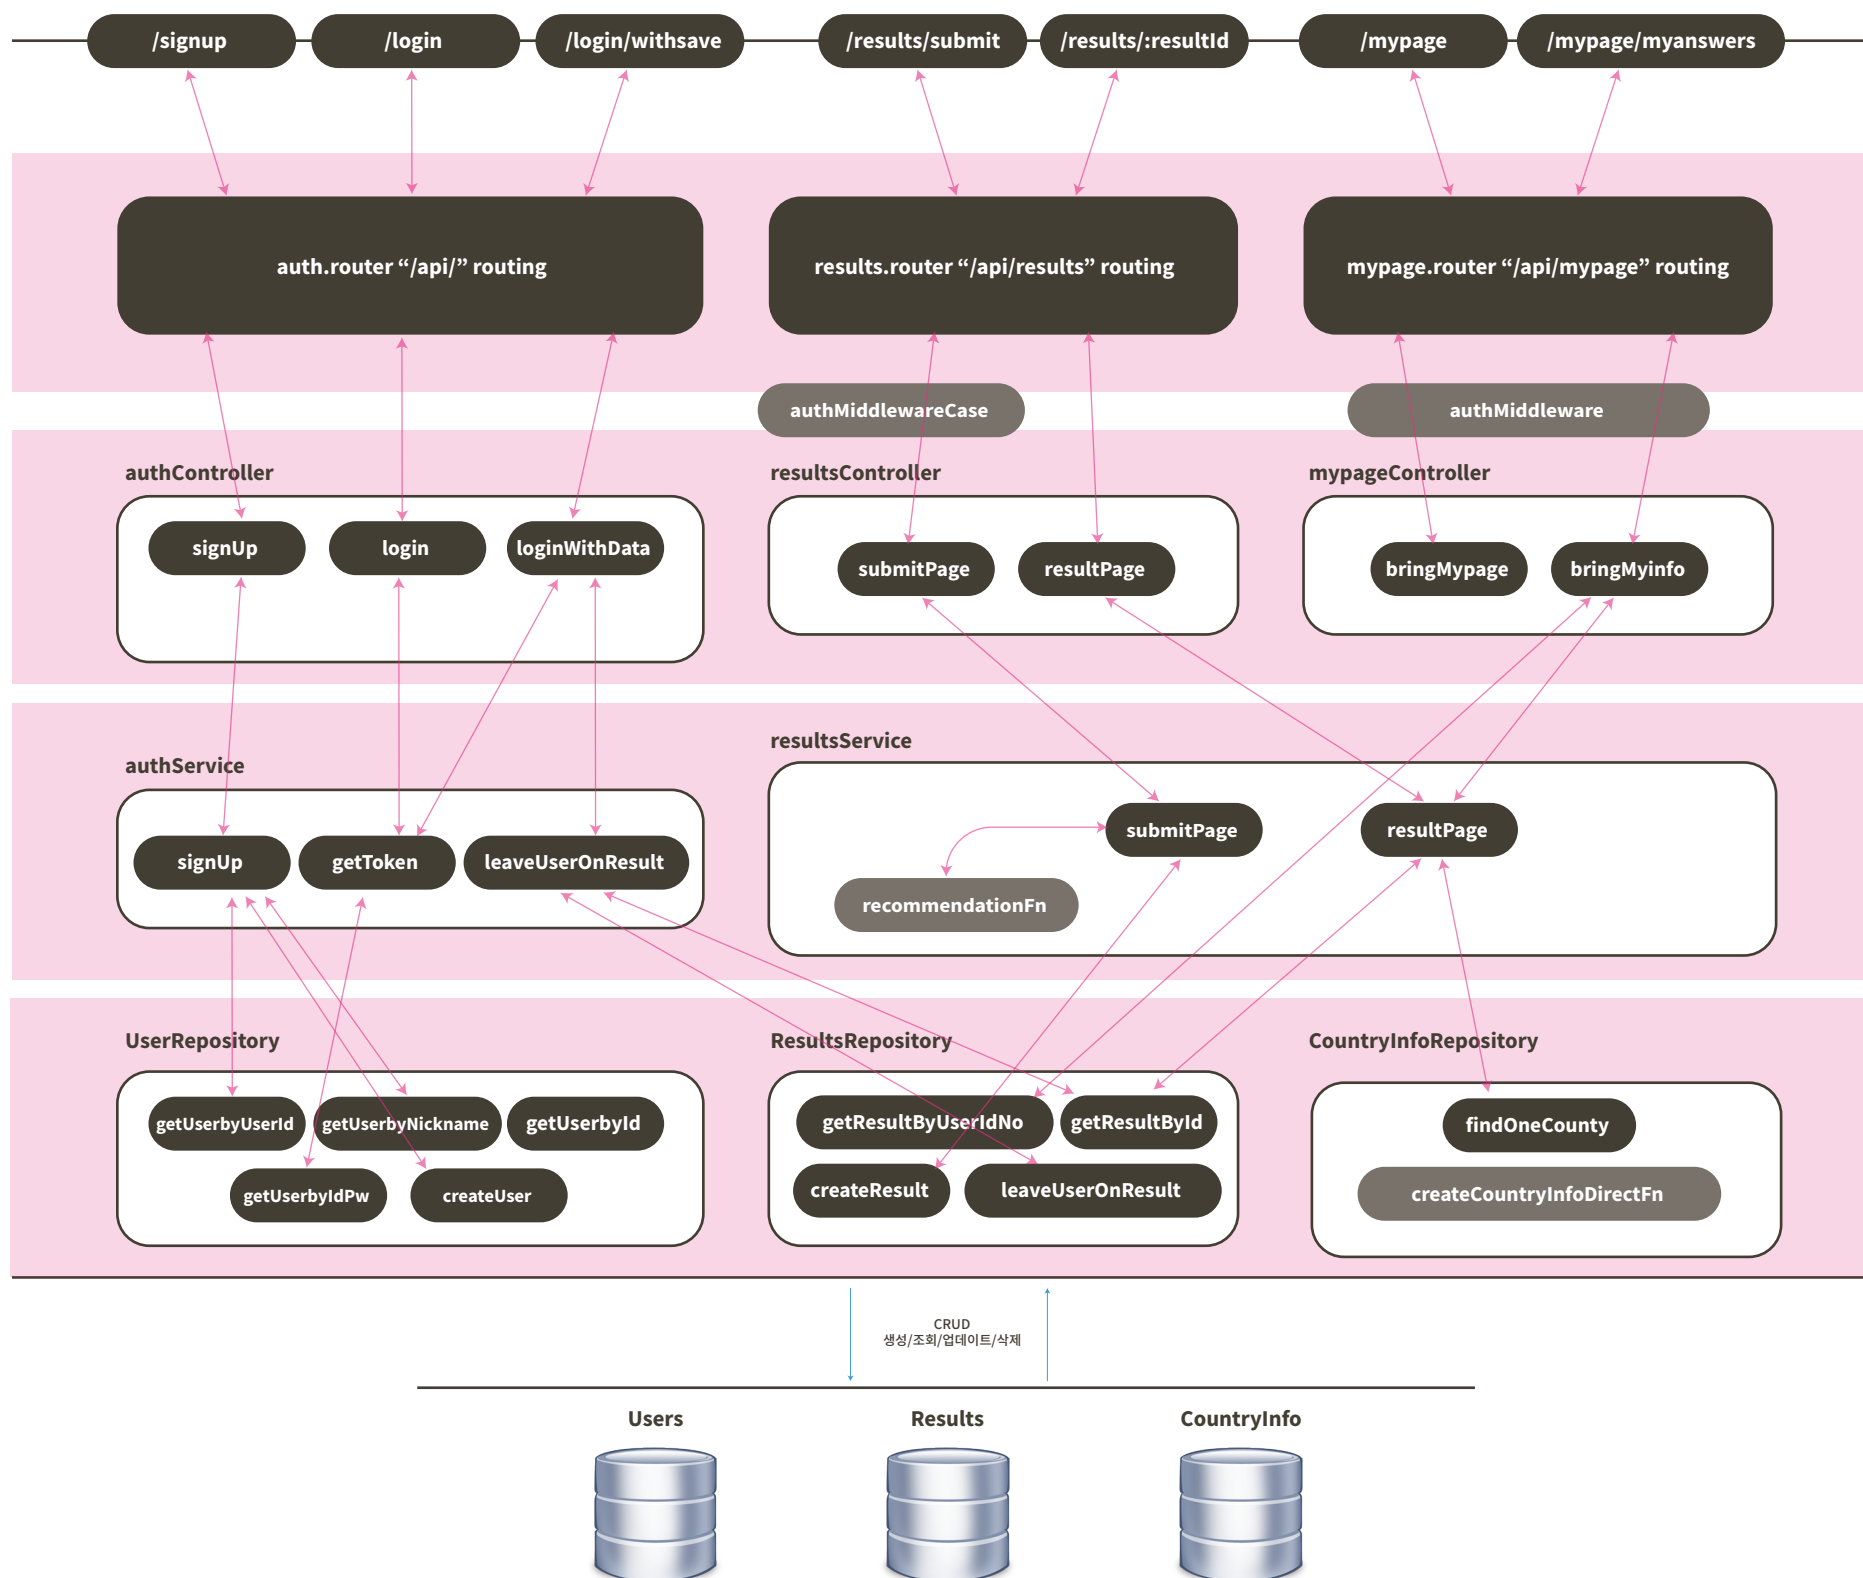 /signup
/login
/login/withsave
/results/submit
/results/:resultId
/mypage
/mypage/myanswers
auth.router “/api/” routing
results.router “/api/results” routing
mypage.router “/api/mypage” routing
authMiddlewareCase
authMiddleware
authController
resultsController
mypageController
signUp
login
loginWithData
submitPage
resultPage
bringMypage
bringMyinfo
authService
resultsService
signUp
getToken
leaveUserOnResult
submitPage
resultPage
recommendationFn
UserRepository
ResultsRepository
CountryInfoRepository
getUserbyUserId
getUserbyNickname
getUserbyId
getUserbyIdPw
createUser
getResultByUserIdNo
getResultById
createResult
leaveUserOnResult
findOneCounty
createCountryInfoDirectFn
CRUD
생성/조회/업데이트/삭제
Users
Results
CountryInfo